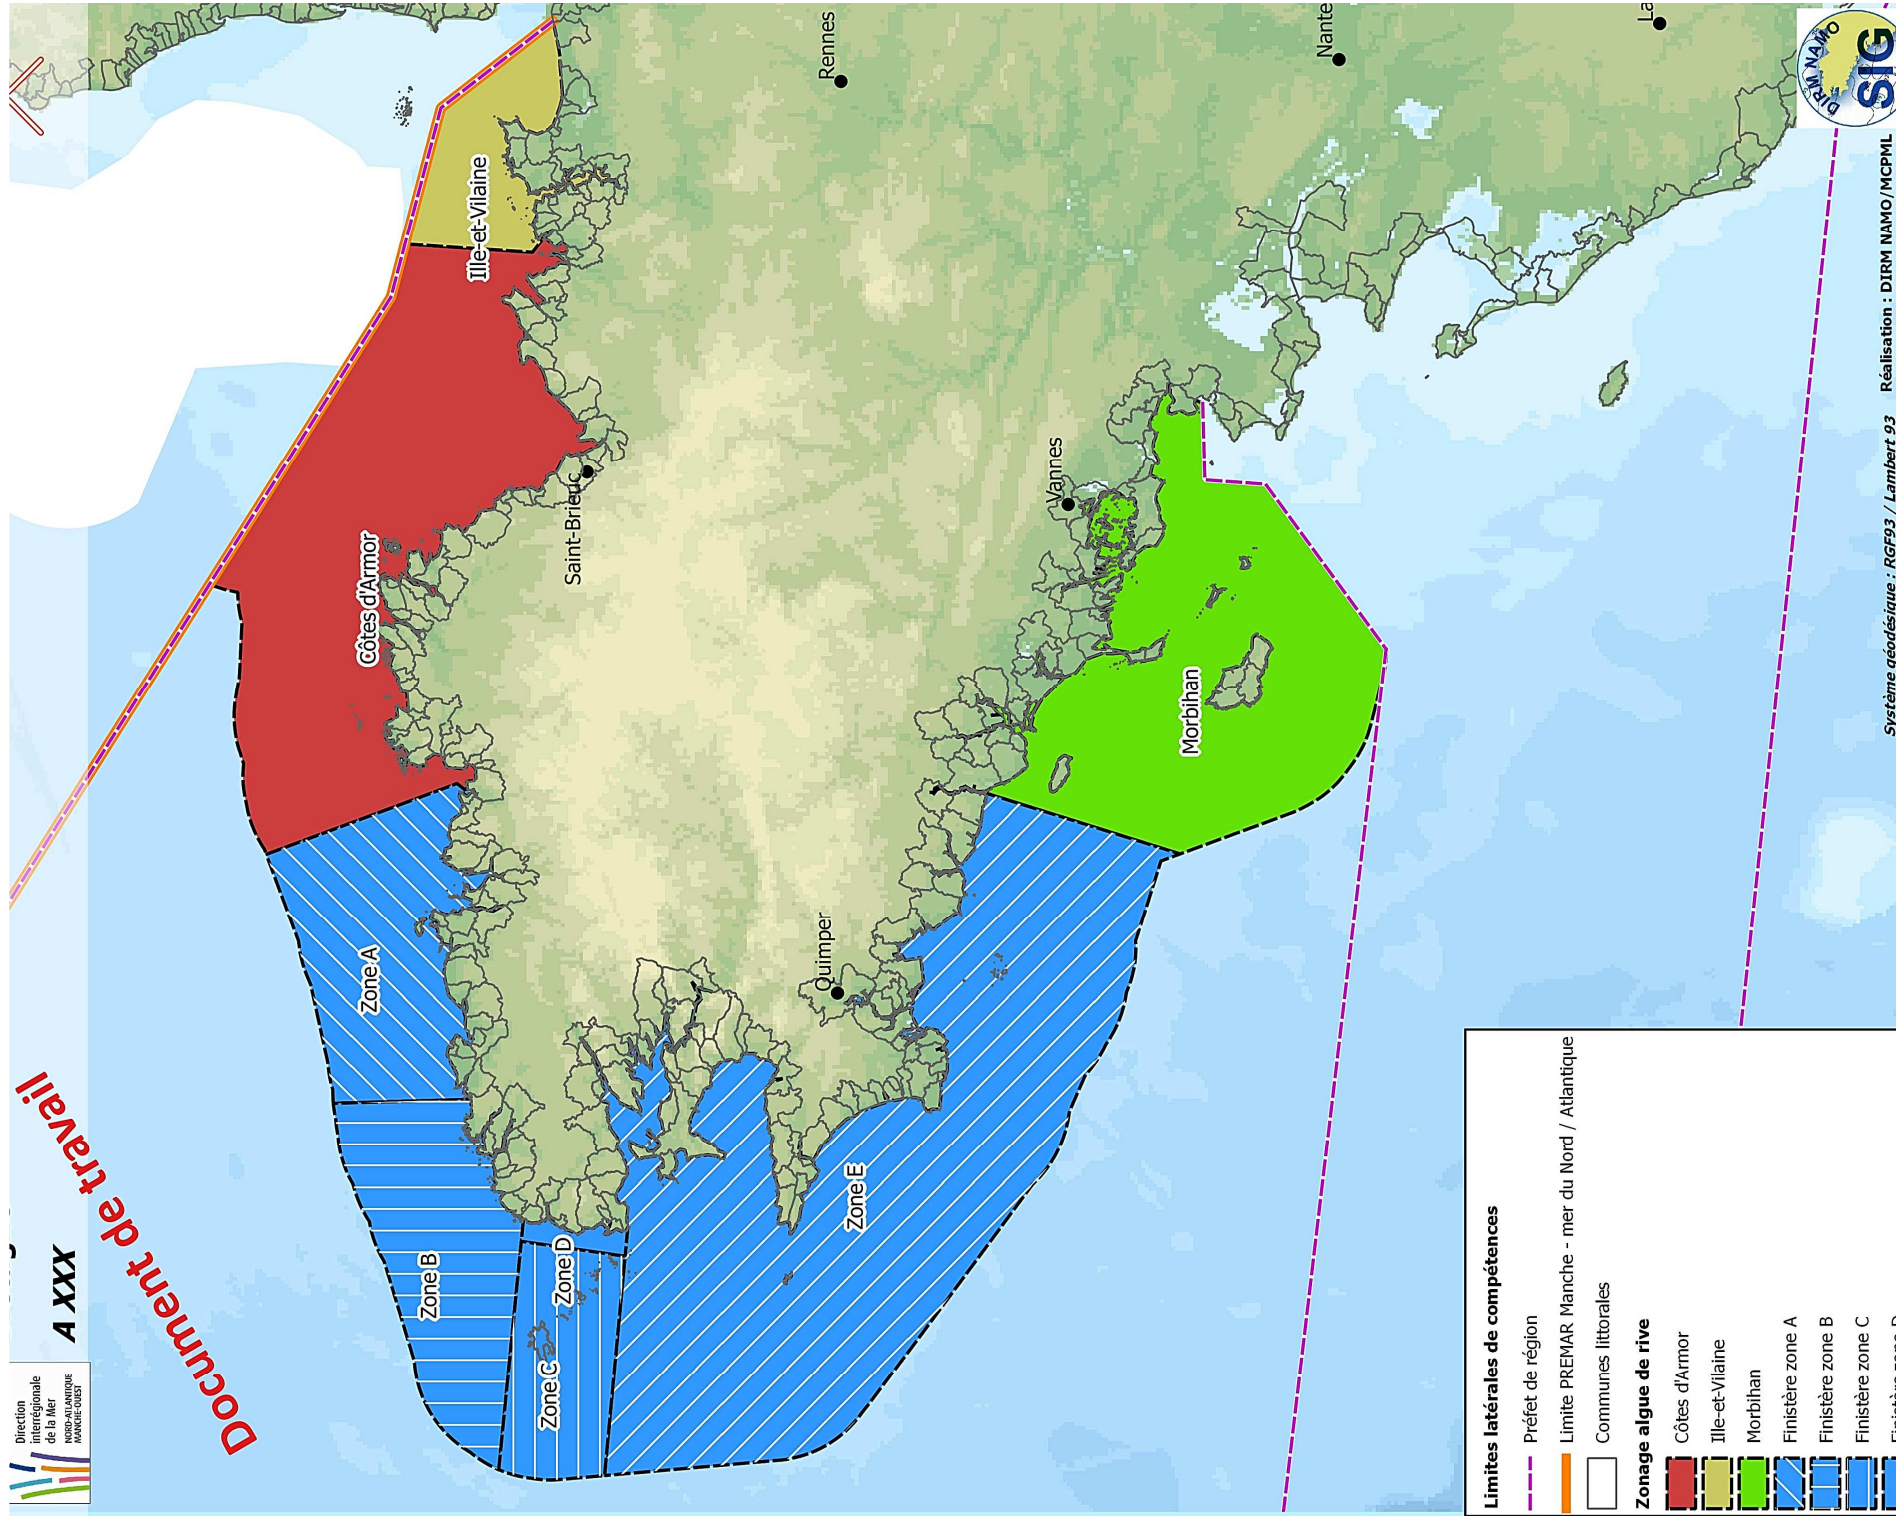 Direction
interrégionale
de la Mer
NORD-ATLANTIQUE
MANCHE-OUEST
A XXX
Document de travail
Ille-et-Vilaine
Côtes d'Armor
Saint-Brieuc
Rennes
Nante
La
Vannes
Morbihan
Quimper
Zone A
Zone B
Zone C
Zone D
Zone E
Limites latérales de compétences
Préfet de région
Limite PREMAR Manche - mer du Nord / Atlantique
Communes littorales
Zonage algue de rive
Côtes d'Armor
Ille-et-Vilaine
Morbihan
Finistère zone A
Finistère zone B
Finistère zone C
Finistère zone D
Système géodésique : RGF93 / Lambert 93 Réalisation : DIRM NAMO/MCPML
DIRM NAMO
SIG